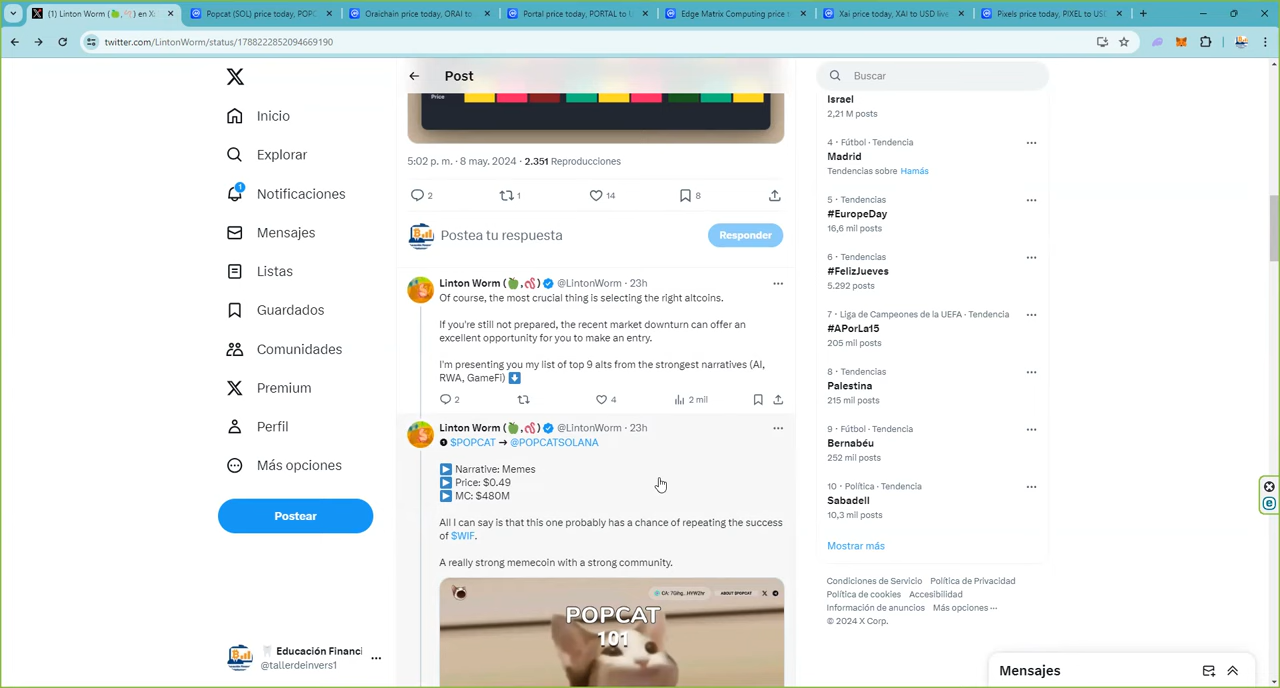 (1) Linton Worm (🍏,🪱) en X
Popcat (SOL) price today, POPC
Oraichain price today, ORAI to
Portal price today, PORTAL to U
Edge Matrix Computing price to
Xai price today, XAI to USD live
Pixels price today, PIXEL to USD
twitter.com/LintonWorm/status/1788222852094669190
Inicio
Explorar
1
Notificaciones
Mensajes
Listas
Guardados
Comunidades
Premium
Perfil
Más opciones
Postear
Educación Financi
@tallerdeinvers1
Post
Price
5:02 p. m. · 8 may. 2024 · 2.351 Reproducciones
2
1
14
8
Postea tu respuesta
Responder
Linton Worm (🍏,🪱) @LintonWorm · 23h
Of course, the most crucial thing is selecting the right altcoins.
If you're still not prepared, the recent market downturn can offer an
excellent opportunity for you to make an entry.
I'm presenting you my list of top 9 alts from the strongest narratives (AI,
RWA, GameFi) ⬇️
2
4
2 mil
Linton Worm (🍏,🪱) @LintonWorm · 23h
❶ $POPCAT → @POPCATSOLANA
▶️ Narrative: Memes
▶️ Price: $0.49
▶️ MC: $480M
All I can say is that this one probably has a chance of repeating the success
of $WIF.
A really strong memecoin with a strong community.
ABOUT $POPCAT
POPCAT
101
Buscar
Israel
2,21 M posts
4 · Fútbol · Tendencia
Madrid
Tendencias sobre Hamás
5 · Tendencias
#EuropeDay
16,6 mil posts
6 · Tendencias
#FelizJueves
5.292 posts
7 · Liga de Campeones de la UEFA · Tendencia
#APorLa15
205 mil posts
8 · Tendencias
Palestina
215 mil posts
9 · Fútbol · Tendencia
Bernabéu
252 mil posts
10 · Política · Tendencia
Sabadell
10,3 mil posts
Mostrar más
Condiciones de Servicio Política de Privacidad
Política de cookies Accesibilidad
Información de anuncios Más opciones ···
© 2024 X Corp.
Mensajes